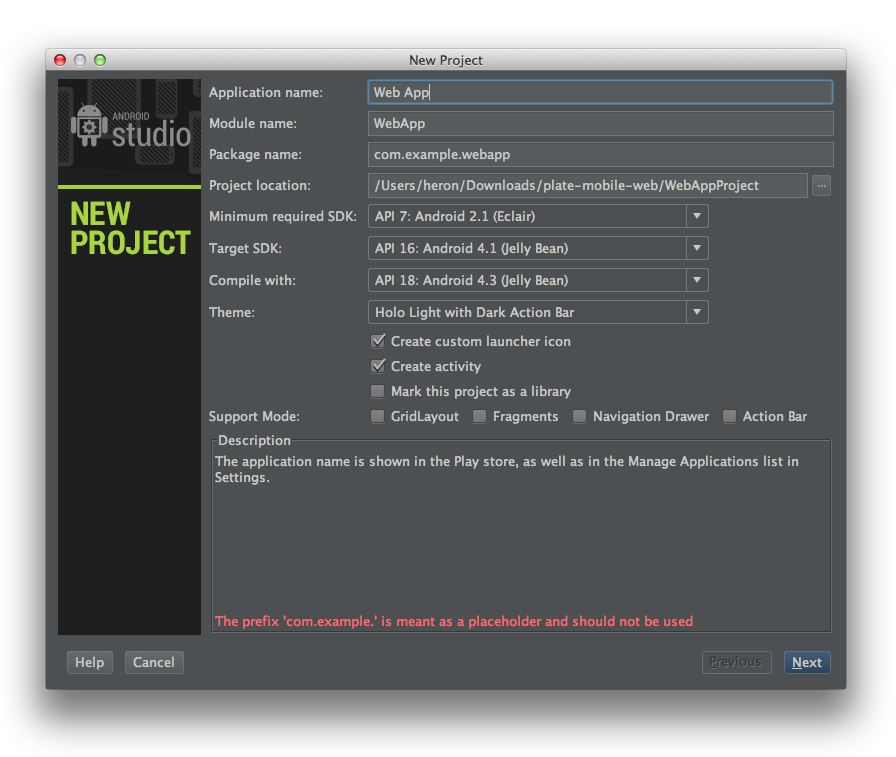 New Project
ANDROID
studio
NEW
PROJECT
Application name: Web App
Module name: WebApp
Package name: com.example.webapp
Project location: /Users/heron/Downloads/plate-mobile-web/WebAppProject ...
Minimum required SDK: API 7: Android 2.1 (Eclair)
Target SDK: API 16: Android 4.1 (Jelly Bean)
Compile with: API 18: Android 4.3 (Jelly Bean)
Theme: Holo Light with Dark Action Bar
Create custom launcher icon
Create activity
Mark this project as a library
Support Mode: GridLayout Fragments Navigation Drawer Action Bar
Description
The application name is shown in the Play store, as well as in the Manage Applications list in
Settings.
The prefix 'com.example.' is meant as a placeholder and should not be used
Help Cancel Previous Next